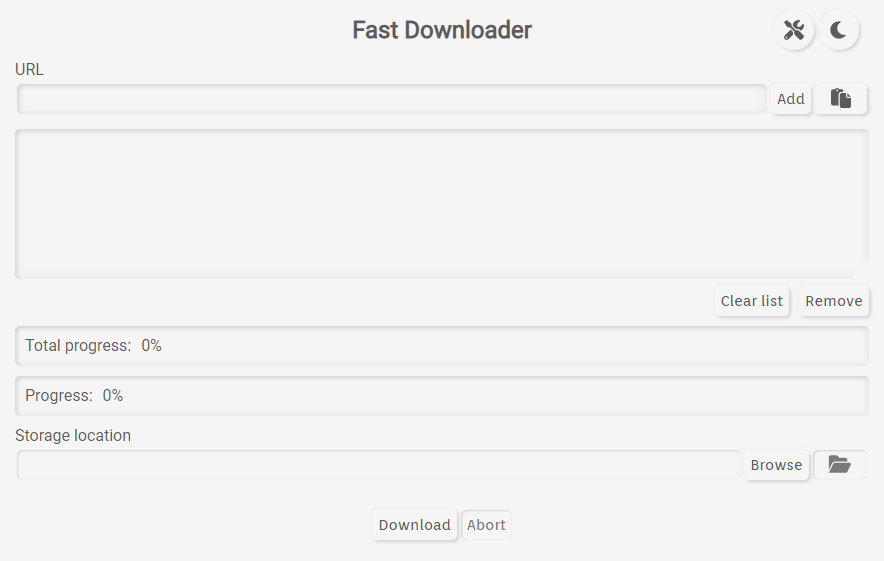 Fast Downloader
URL
Add
Clear list Remove
Total progress: 0%
Progress: 0%
Storage location
Browse
Download Abort